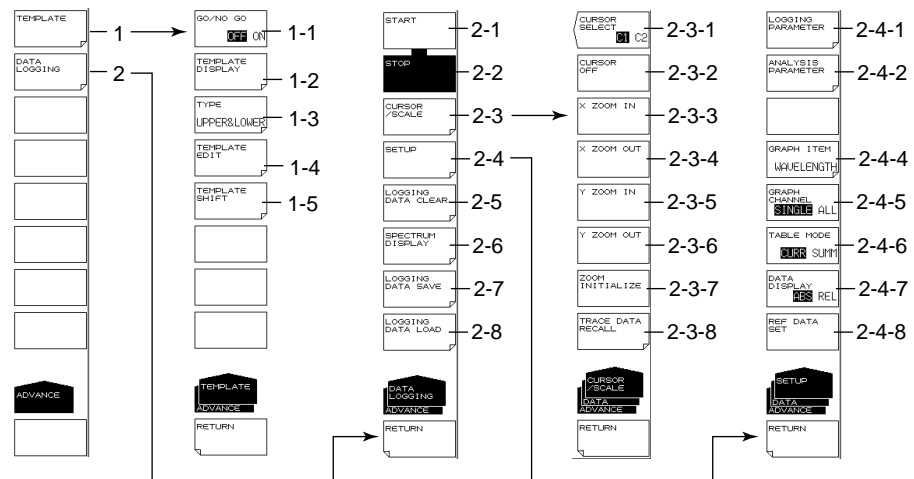 TEMPLATE
1
DATA
LOGGING
2
ADVANCE
GO/NO GO
OFF ON
1-1
TEMPLATE
DISPLAY
1-2
TYPE
UPPER&LOWER
1-3
TEMPLATE
EDIT
1-4
TEMPLATE
SHIFT
1-5
TEMPLATE
ADVANCE
RETURN
START
2-1
STOP
2-2
CURSOR
/SCALE
2-3
SETUP
2-4
LOGGING
DATA CLEAR
2-5
SPECTRUM
DISPLAY
2-6
LOGGING
DATA SAVE
2-7
LOGGING
DATA LOAD
2-8
DATA
LOGGING
ADVANCE
RETURN
CURSOR
SELECT
C1 C2
2-3-1
CURSOR
OFF
2-3-2
X ZOOM IN
2-3-3
X ZOOM OUT
2-3-4
Y ZOOM IN
2-3-5
Y ZOOM OUT
2-3-6
ZOOM
INITIALIZE
2-3-7
TRACE DATA
RECALL
2-3-8
CURSOR
/SCALE
DATA
ADVANCE
RETURN
LOGGING
PARAMETER
2-4-1
ANALYSIS
PARAMETER
2-4-2
GRAPH ITEM
WAVELENGTH
2-4-4
GRAPH
CHANNEL
SINGLE ALL
2-4-5
TABLE MODE
CURR SUMM
2-4-6
DATA
DISPLAY
ABS REL
2-4-7
REF DATA
SET
2-4-8
SETUP
DATA
ADVANCE
RETURN